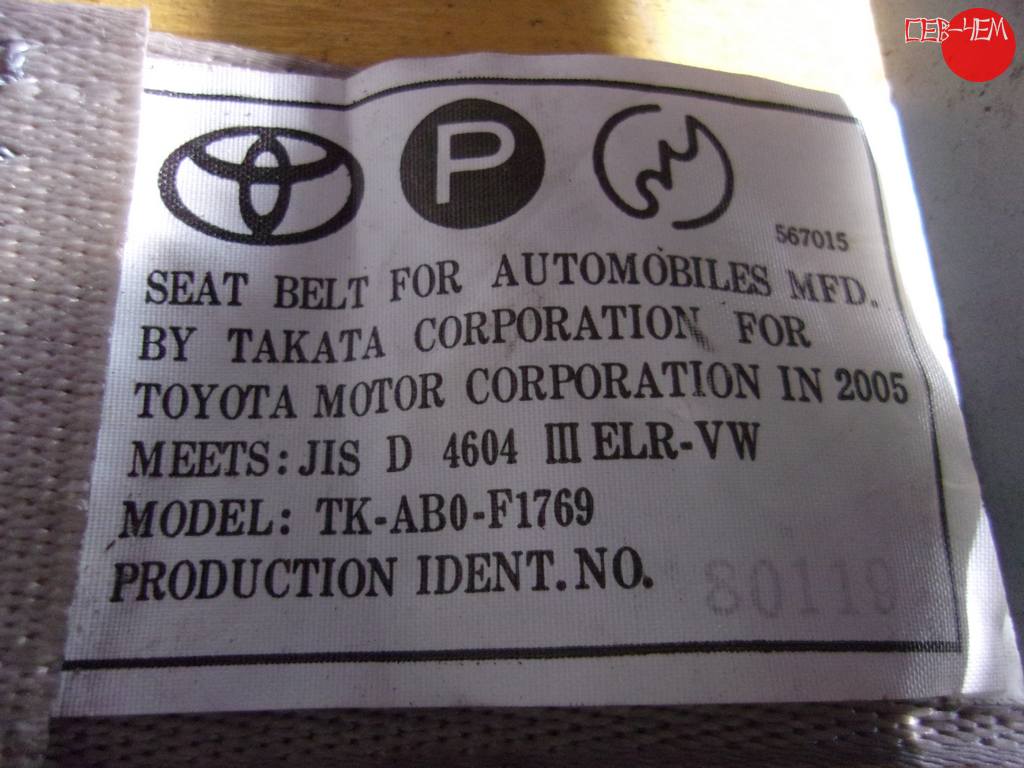 СЕВ-ЧЕМ
P
567015
SEAT BELT FOR AUTOMOBILES MFD.
BY TAKATA CORPORATION FOR
TOYOTA MOTOR CORPORATION IN 2005
MEETS: JIS D 4604 III ELR-VW
MODEL: TK-AB0-F1769
PRODUCTION IDENT.NO. 80119